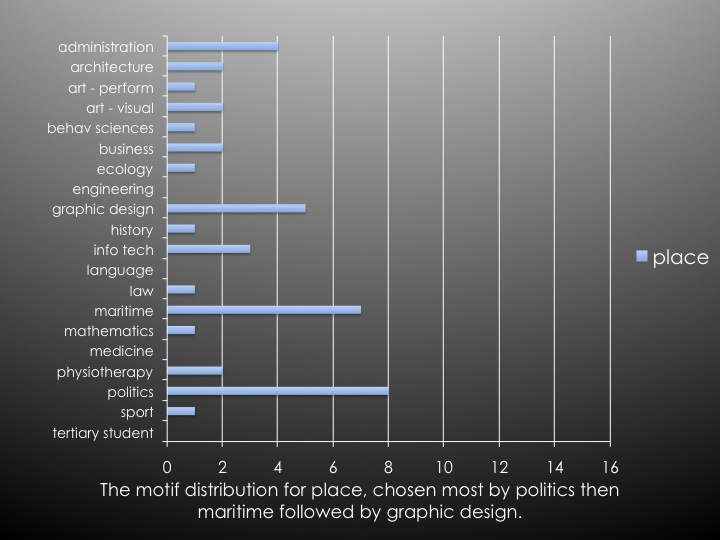 administration
architecture
art - perform
art - visual
behav sciences
business
ecology
engineering
graphic design
history
info tech
language
law
maritime
mathematics
medicine
physiotherapy
politics
sport
tertiary student
place
0 2 4 6 8 10 12 14 16
The motif distribution for place, chosen most by politics then
maritime followed by graphic design.